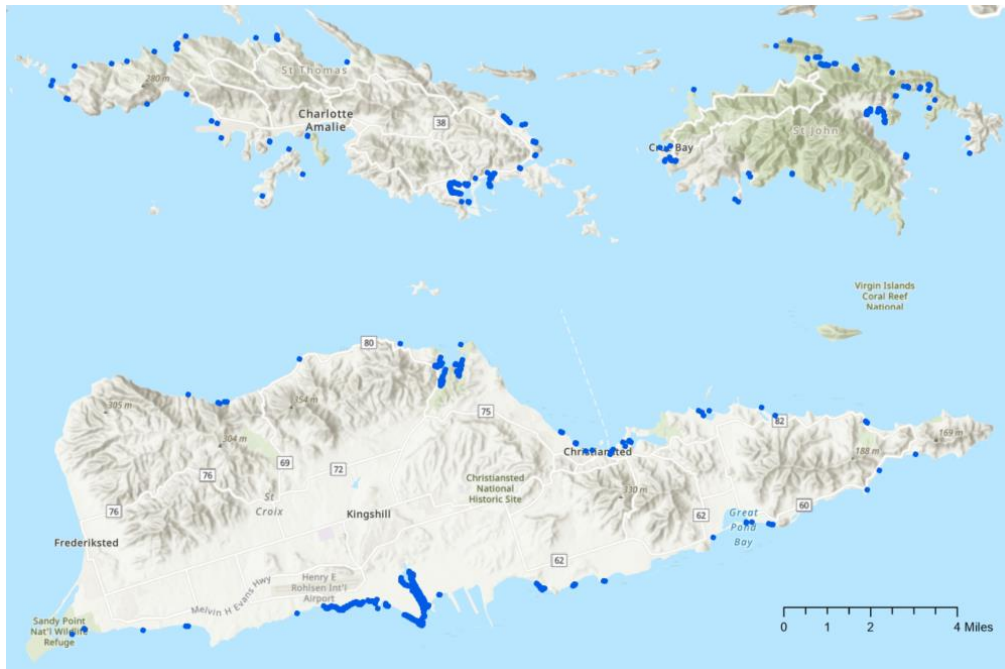 280 m
St Thomas
Charlotte
Amalie
38
Cruz Bay
St John
Virgin Islands
Coral Reef
National
80
305 m
354 m
304 m
75
82
169 m
188 m
76
69
72
Christiansted
Christiansted
National
Historic Site
330 m
76
St
Croix
Kingshill
62
Great
Pond
Bay
60
Frederiksted
62
Henry E
Rohlsen Int'l
Airport
Melvin H Evans Hwy
Sandy Point
Nat'l Wildlife
Refuge
0 1 2 4 Miles